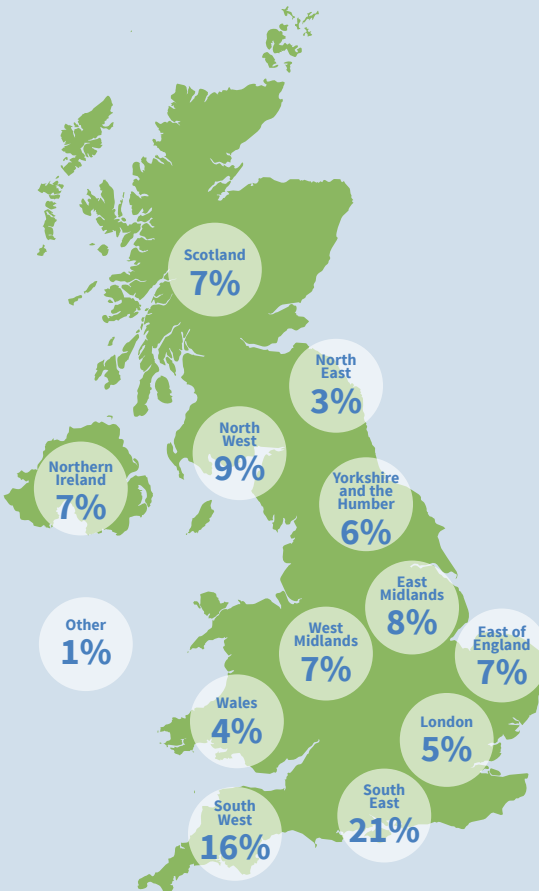 Scotland
7%
North
East
3%
North
West
9%
Northern
Ireland
7%
Yorkshire
and the
Humber
6%
East
Midlands
8%
Other
1%
West
Midlands
7%
East of
England
7%
Wales
4%
London
5%
South
East
21%
South
West
16%